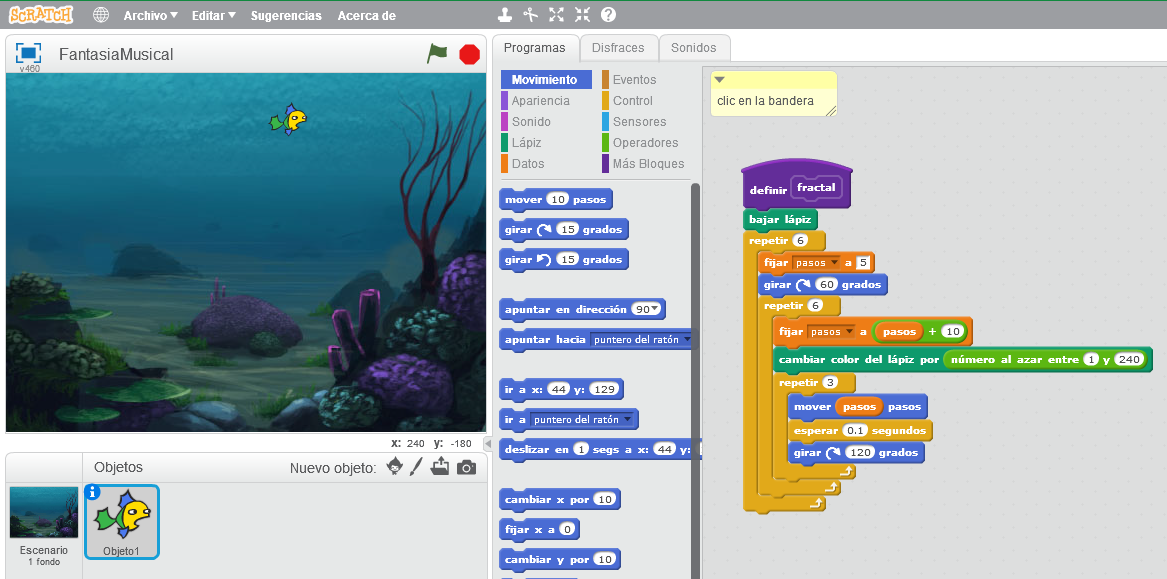 SCRATCH
Archivo Editar Sugerencias Acerca de
FantasiaMusical
v460
x: 240 y: -180
Objetos Nuevo objeto:
Escenario
1 fondo
Objeto1
Programas Disfraces Sonidos
Movimiento Eventos
Apariencia Control
Sonido Sensores
Lápiz Operadores
Datos Más Bloques
mover 10 pasos
girar 15 grados
girar 15 grados
apuntar en dirección 90
apuntar hacia puntero del ratón
ir a x: 44 y: 129
ir a puntero del ratón
deslizar en 1 segs a x: 44 y:
cambiar x por 10
fijar x a 0
cambiar y por 10
clic en la bandera
definir fractal
bajar lápiz
repetir 6
fijar pasos a 5
girar 60 grados
repetir 6
fijar pasos a pasos + 10
cambiar color del lápiz por número al azar entre 1 y 240
repetir 3
mover pasos pasos
esperar 0.1 segundos
girar 120 grados